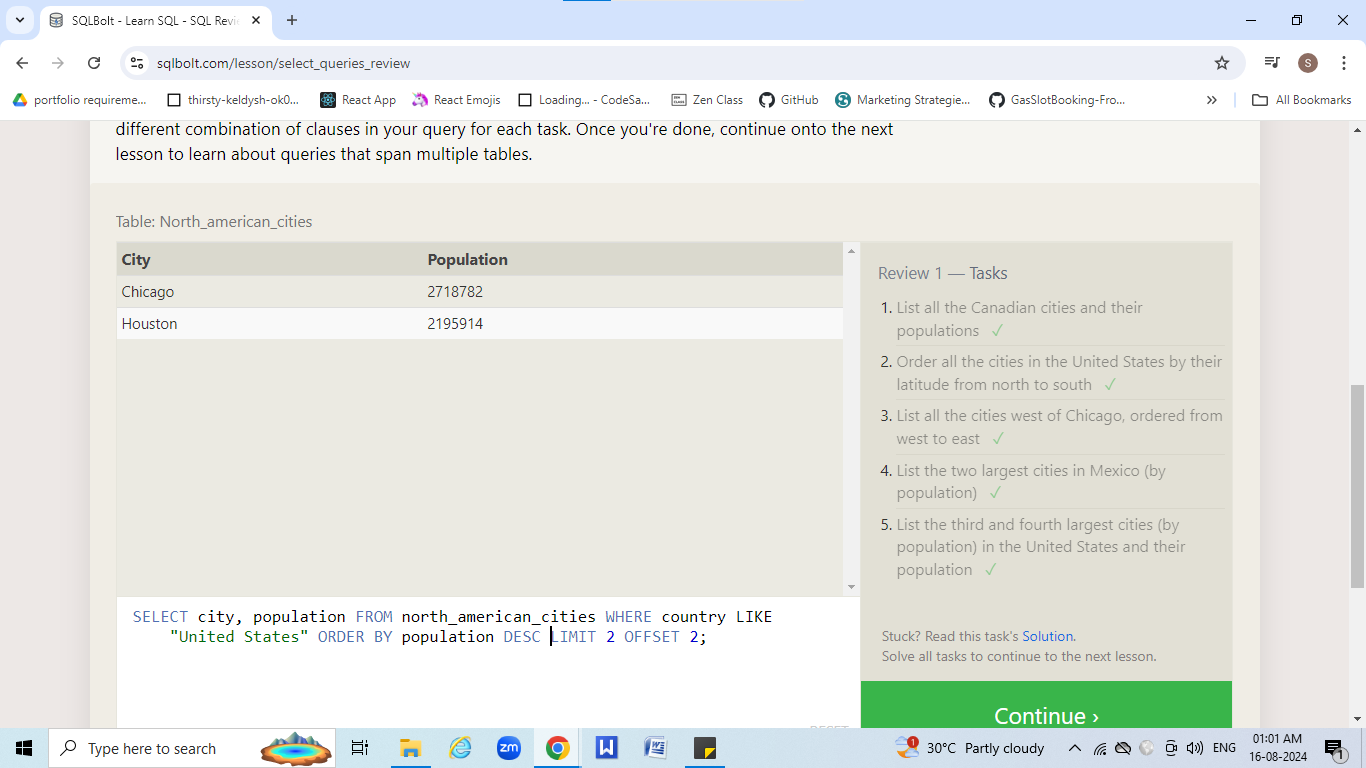 SQLBolt - Learn SQL - SQL Revie
sqlbolt.com/lesson/select_queries_review
S
portfolio requireme...
thirsty-keldysh-ok0...
React App
React Emojis
Loading... - CodeSa...
Zen Class
GitHub
Marketing Strategie...
GasSlotBooking-Fro...
»
All Bookmarks
different combination of clauses in your query for each task. Once you're done, continue onto the next
lesson to learn about queries that span multiple tables.
Table: North_american_cities
City Population
Chicago 2718782
Houston 2195914
Review 1 — Tasks
1. List all the Canadian cities and their
populations ✓
2. Order all the cities in the United States by their
latitude from north to south ✓
3. List all the cities west of Chicago, ordered from
west to east ✓
4. List the two largest cities in Mexico (by
population) ✓
5. List the third and fourth largest cities (by
population) in the United States and their
population ✓
SELECT city, population FROM north_american_cities WHERE country LIKE
"United States" ORDER BY population DESC LIMIT 2 OFFSET 2;
RESET
Stuck? Read this task's Solution.
Solve all tasks to continue to the next lesson.
Continue ›
Type here to search
zm
W
W
1
30°C Partly cloudy
ENG
01:01 AM
16-08-2024
1